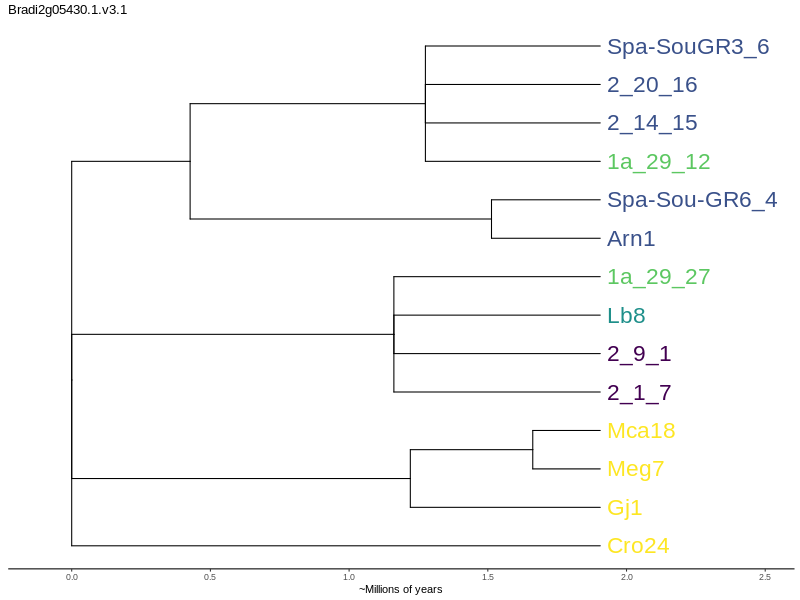 Bradi2g05430.1.v3.1
Spa-SouGR3_6
2_20_16
2_14_15
1a_29_12
Spa-Sou-GR6_4
Arn1
1a_29_27
Lb8
2_9_1
2_1_7
Mca18
Meg7
Gj1
Cro24
0.0 0.5 1.0 1.5 2.0 2.5
~Millions of years